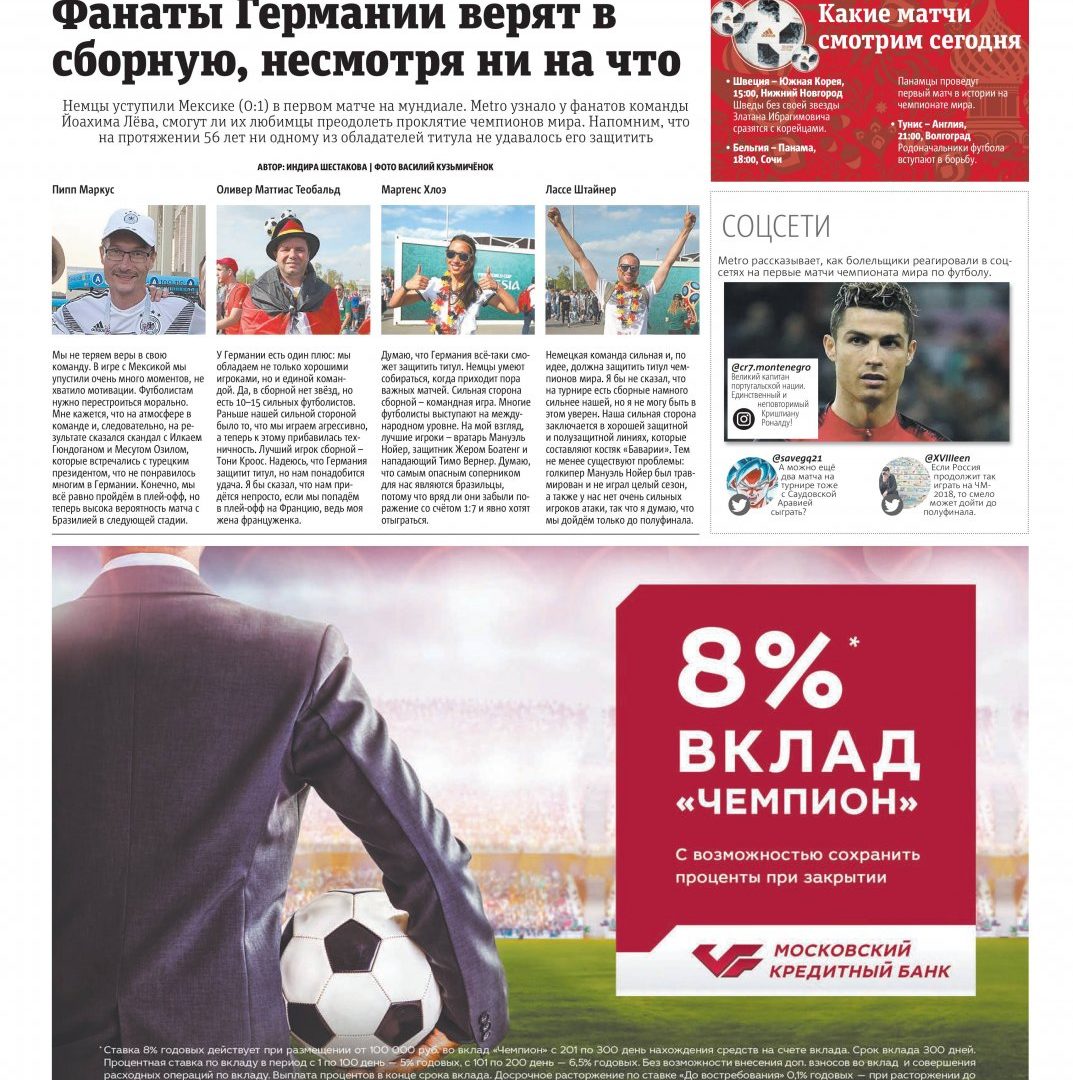 Фанаты Германии верят в
сборную, несмотря ни на что
Немцы уступили Мексике (0:1) в первом матче на мундиале. Metro узнало у фанатов команды
Йоахима Лёва, смогут ли их любимцы преодолеть проклятие чемпионов мира. Напомним, что
на протяжении 56 лет ни одному из обладателей титула не удавалось его защитить
АВТОР: ИНДИРА ШЕСТАКОВА | ФОТО ВАСИЛИЙ КУЗЬМИЧЁНОК
Пипп Маркус
Мы не теряем веры в свою
команду. В игре с Мексикой мы
упустили очень много моментов, не
хватило мотивации. Футболистам
нужно перестроиться морально.
Мне кажется, что на атмосфере в
команде и, следовательно, на ре-
зультате сказался скандал с Илкаем
Гюндоганом и Месутом Озилом,
которые встречались с турецким
президентом, что не понравилось
многим в Германии. Конечно, мы
всё равно пройдём в плей-офф, но
теперь высока вероятность матча с
Бразилией в следующей стадии.
Оливер Маттиас Теобальд
У Германии есть один плюс: мы
обладаем не только хорошими
игроками, но и единой коман-
дой. Да, в сборной нет звёзд, но
есть 10–15 сильных футболистов.
Раньше нашей сильной стороной
было то, что мы играем агрессивно,
а теперь к этому прибавилась тех-
ничность. Лучший игрок сборной –
Тони Кроос. Надеюсь, что Германия
защитит титул, но нам понадобится
удача. Я бы сказал, что нам при-
дётся непросто, если мы попадём
в плей-офф на Францию, ведь моя
жена француженка.
Мартенс Хлоэ
Думаю, что Германия всё-таки смо-
жет защитить титул. Немцы умеют
собираться, когда приходит пора
важных матчей. Сильная сторона
сборной – командная игра. Многие
футболисты выступают на между-
народном уровне. На мой взгляд,
лучшие игроки – вратарь Мануэль
Нойер, защитник Жером Боатенг и
нападающий Тимо Вернер. Думаю,
что самым опасным соперником
для нас являются бразильцы,
потому что вряд ли они забыли по-
ражение со счётом 1:7 и явно хотят
отыграться.
Лассе Штайнер
Немецкая команда сильная и, по
идее, должна защитить титул чем-
пионов мира. Я бы не сказал, что
на турнире есть сборные намного
сильнее нашей, но я не могу быть в
этом уверен. Наша сильная сторона
заключается в хорошей защитной
и полузащитной линиях, которые
составляют костяк «Баварии». Тем
не менее существуют проблемы:
голкипер Мануэль Нойер был трав-
мирован и не играл целый сезон,
а также у нас нет очень сильных
игроков атаки, так что я думаю, что
мы дойдём только до полуфинала.
Какие матчи
смотрим сегодня
• Швеция – Южная Корея,
15:00, Нижний Новгород
Шведы без своей звезды
Златана Ибрагимовича
сразятся с корейцами.
• Бельгия – Панама,
18:00, Сочи
Панамцы проведут
первый матч в истории на
чемпионате мира.
• Тунис – Англия,
21:00, Волгоград
Родоначальники футбола
вступают в борьбу.
СОЦСЕТИ
Metro рассказывает, как болельщики реагировали в соц-
сетях на первые матчи чемпионата мира по футболу.
@cr7.montenegro
Великий капитан
португальской нации.
Единственный и
неповторимый
Криштиану
Роналду!
@savegq21
А можно ещё
два матча на
турнире тоже
с Саудовской
Аравией
сыграть?
@XVIIleen
Если Россия
продолжит так
играть на ЧМ-
2018, то смело
может дойти до
полуфинала.
8%*
ВКЛАД
«ЧЕМПИОН»
С возможностью сохранить
проценты при закрытии
МОСКОВСКИЙ
КРЕДИТНЫЙ БАНК
* Ставка 8% годовых действует при размещении от 100 000 руб. во вклад «Чемпион» с 201 по 300 день нахождения средств на счете вклада. Срок вклада 300 дней.
Процентная ставка по вкладу в период с 1 по 100 день — 5% годовых, с 101 по 200 день — 6,5% годовых. Без возможности внесения доп. взносов во вклад и совершения
расходных операций по вкладу. Выплата процентов в конце срока вклада. Досрочное расторжение по ставке «До востребования» 0,1% годовых — при расторжении до